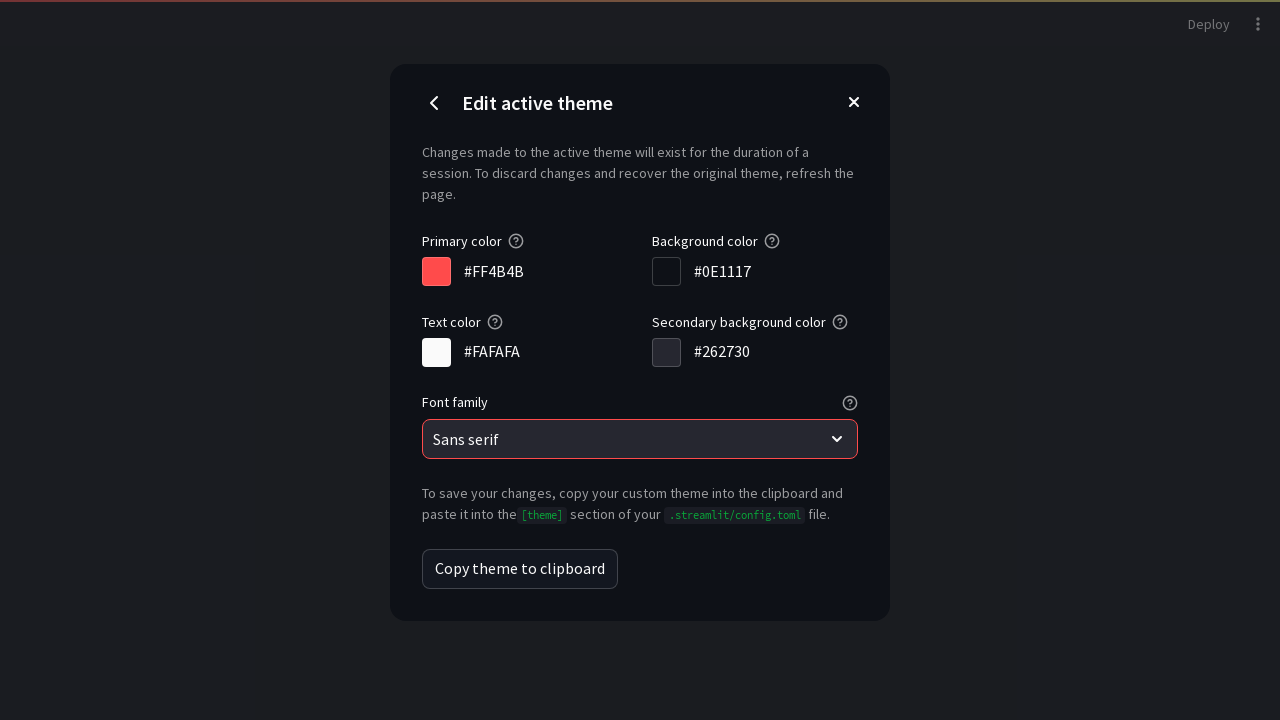 Deploy
Edit active theme
Changes made to the active theme will exist for the duration of a
session. To discard changes and recover the original theme, refresh the
page.
Primary color
Background color
#FF4B4B
#0E1117
Text color
Secondary background color
#FAFAFA
#262730
Font family
Sans serif
To save your changes, copy your custom theme into the clipboard and
paste it into the [theme] section of your .streamlit/config.toml file.
Copy theme to clipboard